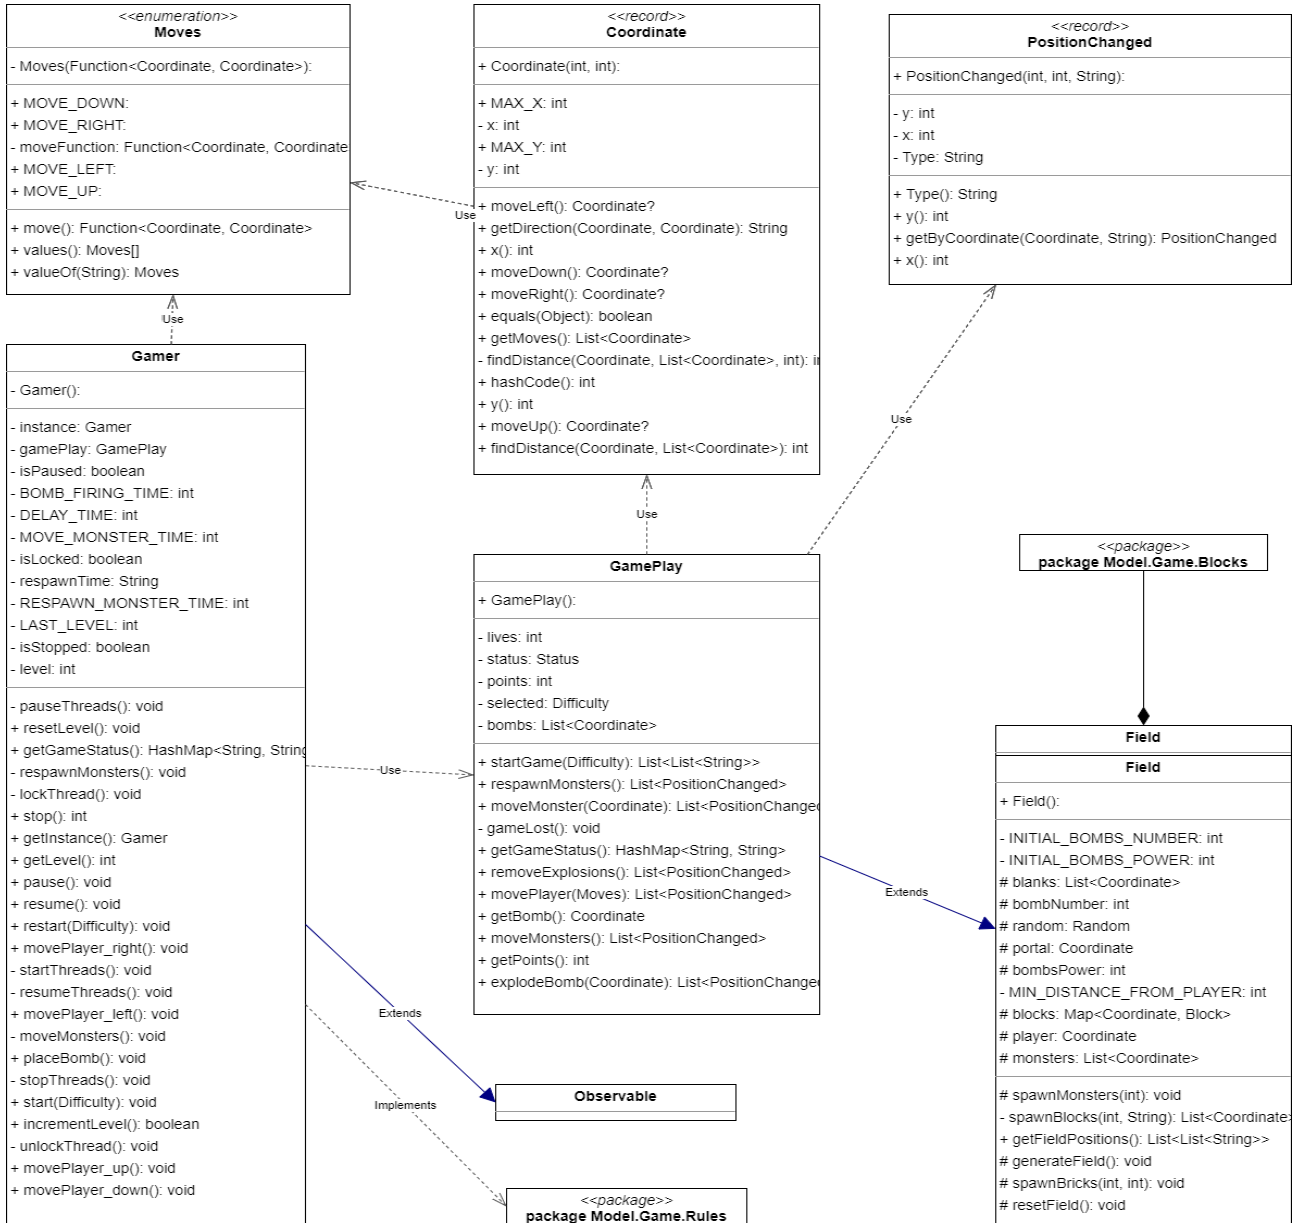 <<enumeration>>
Moves
- Moves(Function<Coordinate, Coordinate>):
+ MOVE_DOWN:
+ MOVE_RIGHT:
- moveFunction: Function<Coordinate, Coordinate
+ MOVE_LEFT:
+ MOVE_UP:
+ move(): Function<Coordinate, Coordinate>
+ values(): Moves[]
+ valueOf(String): Moves
<<record>>
Coordinate
+ Coordinate(int, int):
+ MAX_X: int
- x: int
+ MAX_Y: int
- y: int
+ moveLeft(): Coordinate?
+ getDirection(Coordinate, Coordinate): String
+ x(): int
+ moveDown(): Coordinate?
+ moveRight(): Coordinate?
+ equals(Object): boolean
+ getMoves(): List<Coordinate>
- findDistance(Coordinate, List<Coordinate>, int): i
+ hashCode(): int
+ y(): int
+ moveUp(): Coordinate?
+ findDistance(Coordinate, List<Coordinate>): int
<<record>>
PositionChanged
+ PositionChanged(int, int, String):
- y: int
- x: int
- Type: String
+ Type(): String
+ y(): int
+ getByCoordinate(Coordinate, String): PositionChanged
+ x(): int
Use
Use
Use
Use
Gamer
- Gamer():
- instance: Gamer
- gamePlay: GamePlay
- isPaused: boolean
- BOMB_FIRING_TIME: int
- DELAY_TIME: int
- MOVE_MONSTER_TIME: int
- isLocked: boolean
- respawnTime: String
- RESPAWN_MONSTER_TIME: int
- LAST_LEVEL: int
- isStopped: boolean
- level: int
- pauseThreads(): void
+ resetLevel(): void
+ getGameStatus(): HashMap<String, String
- respawnMonsters(): void
- lockThread(): void
+ stop(): int
+ getInstance(): Gamer
+ getLevel(): int
+ pause(): void
+ resume(): void
+ restart(Difficulty): void
+ movePlayer_right(): void
- startThreads(): void
- resumeThreads(): void
+ movePlayer_left(): void
- moveMonsters(): void
+ placeBomb(): void
- stopThreads(): void
+ start(Difficulty): void
+ incrementLevel(): boolean
- unlockThread(): void
+ movePlayer_up(): void
+ movePlayer_down(): void
Use
GamePlay
+ GamePlay():
- lives: int
- status: Status
- points: int
- selected: Difficulty
- bombs: List<Coordinate>
+ startGame(Difficulty): List<List<String>>
+ respawnMonsters(): List<PositionChanged>
+ moveMonster(Coordinate): List<PositionChanged
- gameLost(): void
+ getGameStatus(): HashMap<String, String>
+ removeExplosions(): List<PositionChanged>
+ movePlayer(Moves): List<PositionChanged>
+ getBomb(): Coordinate
+ moveMonsters(): List<PositionChanged>
+ getPoints(): int
+ explodeBomb(Coordinate): List<PositionChanged
Extends
Extends
Implements
Observable
<<package>>
package Model.Game.Rules
<<package>>
package Model.Game.Blocks
Field
Field
+ Field():
- INITIAL_BOMBS_NUMBER: int
- INITIAL_BOMBS_POWER: int
# blanks: List<Coordinate>
# bombNumber: int
# random: Random
# portal: Coordinate
# bombsPower: int
- MIN_DISTANCE_FROM_PLAYER: int
# blocks: Map<Coordinate, Block>
# player: Coordinate
# monsters: List<Coordinate>
# spawnMonsters(int): void
- spawnBlocks(int, String): List<Coordinate>
+ getFieldPositions(): List<List<String>>
# generateField(): void
# spawnBricks(int, int): void
# resetField(): void